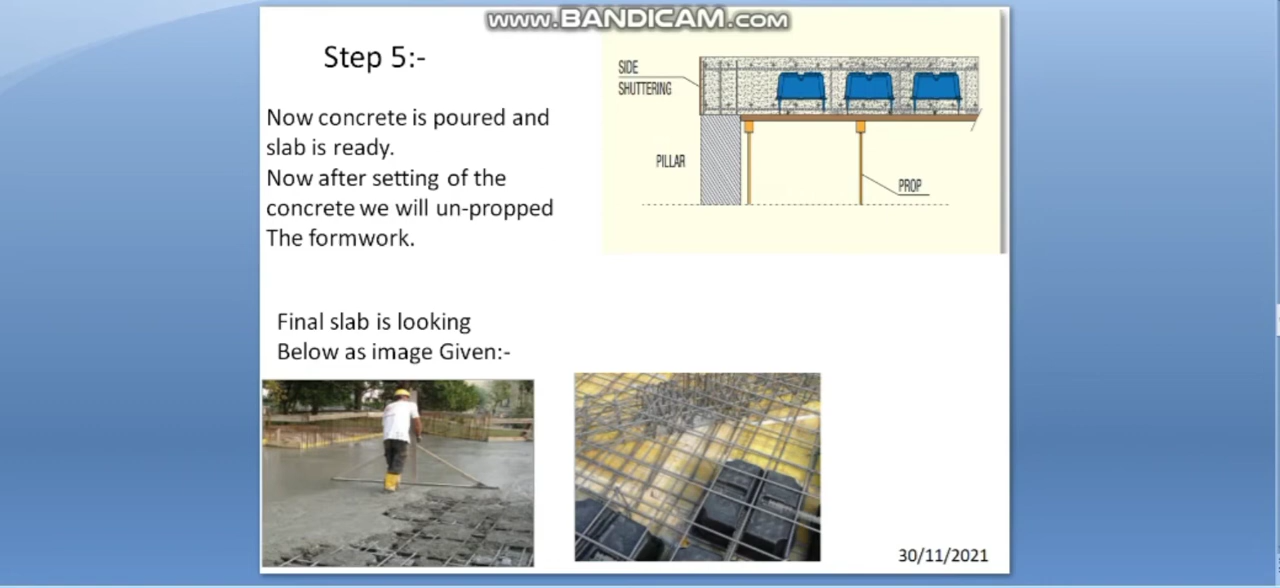 www.BANDICAM.com
Step 5:-
Now concrete is poured and
slab is ready.
Now after setting of the
concrete we will un-propped
The formwork.
SIDE
SHUTTERING
PILLAR
PROP
Final slab is looking
Below as image Given:-
30/11/2021